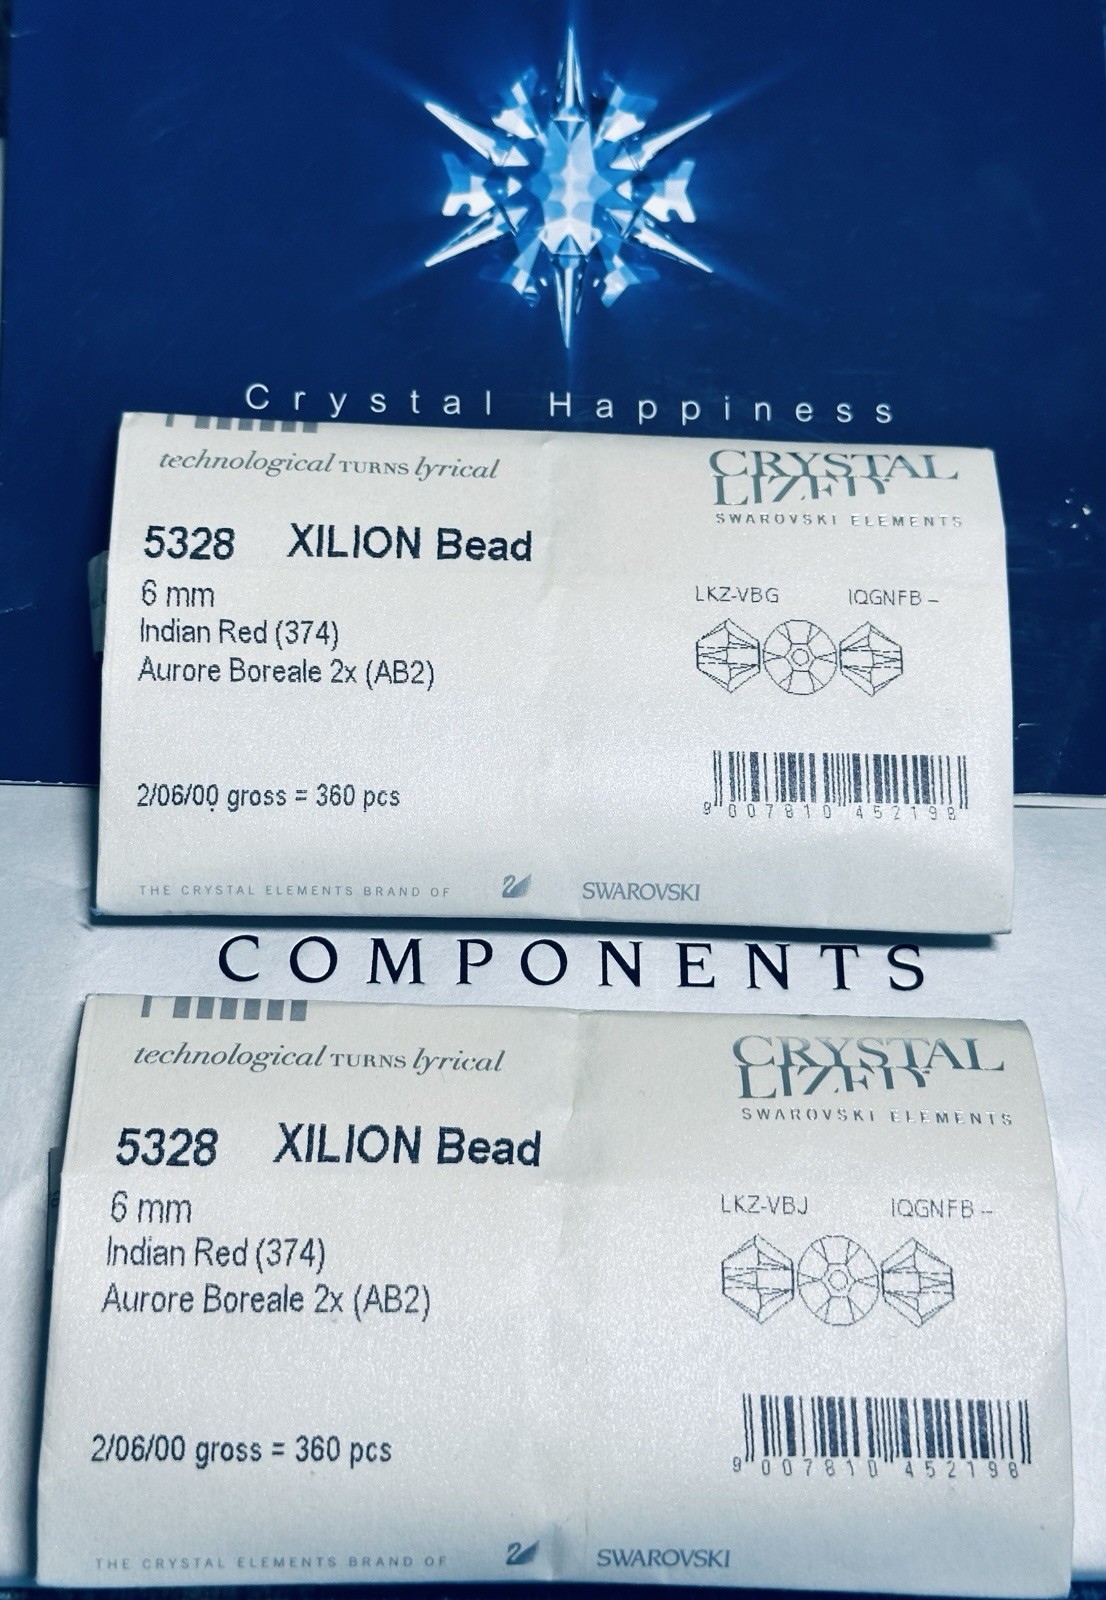 Crystal Happiness
technological TURNS lyrical
CRYSTAL
LIZED
SWAROVSKI ELEMENTS
5328 XILION Bead
6 mm
Indian Red (374)
Aurore Boreale 2x (AB2)
LKZ-VBG IQGNFB –
2/06/00 gross = 360 pcs
9 007810 452198
THE CRYSTAL ELEMENTS BRAND OF SWAROVSKI
COMPONENTS
technological TURNS lyrical
CRYSTAL
LIZED
SWAROVSKI ELEMENTS
5328 XILION Bead
6 mm
Indian Red (374)
Aurore Boreale 2x (AB2)
LKZ-VBJ IQGNFB --
2/06/00 gross = 360 pcs
9 007810 452198
THE CRYSTAL ELEMENTS BRAND OF SWAROVSKI